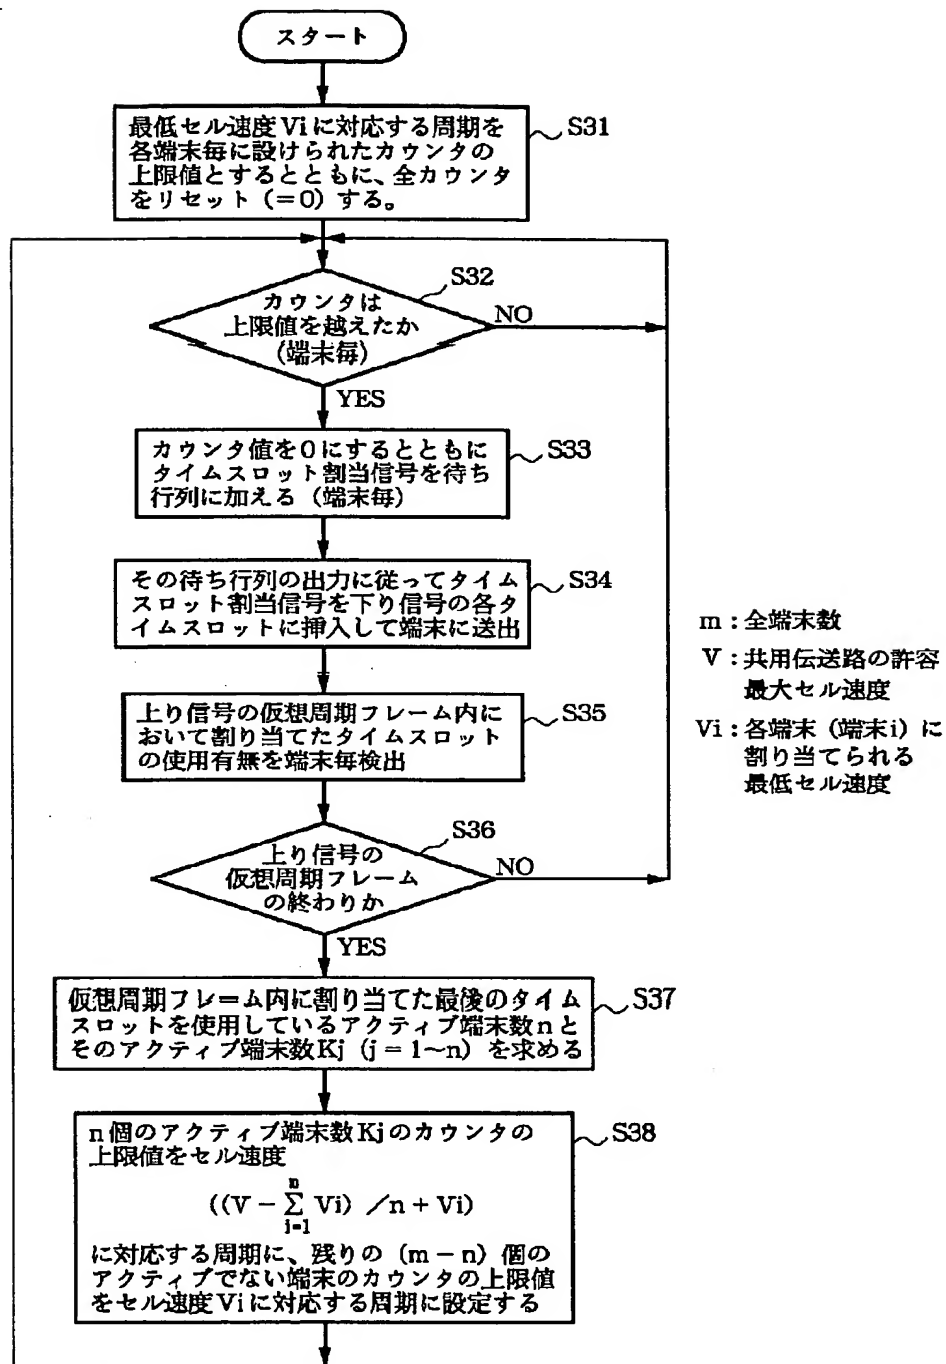 スタート
最低セル速度Viに対応する周期を
各端末毎に設けられたカウンタの
上限値とするとともに、全カウンタ
をリセット(=0)する。
S31
S32
カウンタは
上限値を越えたか
(端末毎)
NO
YES
カウンタ値を0にするとともに
タイムスロット割当信号を待ち
行列に加える(端末毎)
S33
その待ち行列の出力に従ってタイム
スロット割当信号を下り信号の各タ
イムスロットに挿入して端末に送出
S34
上り信号の仮想周期フレーム内に
おいて割り当てたタイムスロット
の使用有無を端末毎検出
S35
m:全端末数
V:共用伝送路の許容
最大セル速度
Vi:各端末(端末i)に
割り当てられる
最低セル速度
S36
上り信号の
仮想周期フレーム
の終わりか
NO
YES
仮想周期フレーム内に割り当てた最後のタイム
スロットを使用しているアクティブ端末数nと
そのアクティブ端末数Kj(j=1~n)を求める
S37
n個のアクティブ端末数Kjのカウンタの
上限値をセル速度
((V-∑Vi)/n+Vi)
n
i=1
に対応する周期に、残りの(m-n)個の
アクティブでない端末のカウンタの上限値
をセル速度Viに対応する周期に設定する
S38